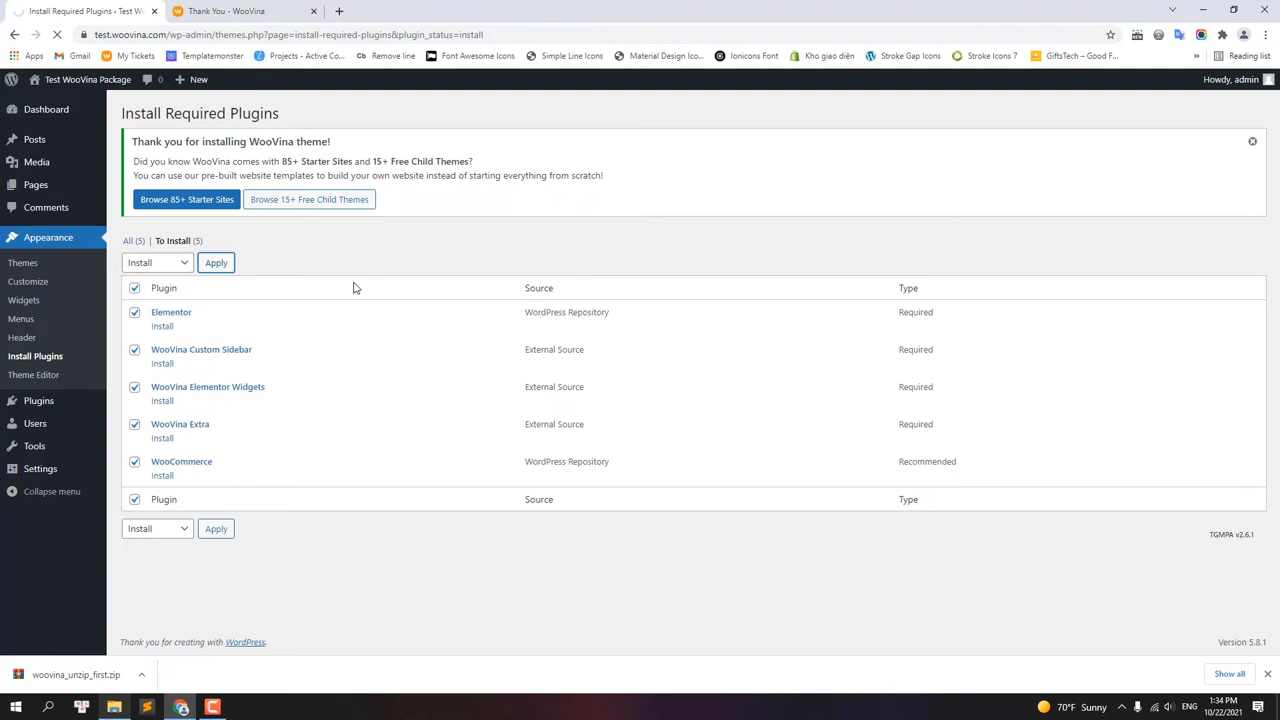 Install Required Plugins ‹ Test W
Thank You - WooVina
test.woovina.com/wp-admin/themes.php?page=install-required-plugins&plugin_status=install
Apps
Gmail
My Tickets
Templatemonster
Projects - Active Co...
Cb Remove line
Font Awesome Icons
Simple Line Icons
Material Design Ico...
Ionicons Font
Kho giao diện
Stroke Gap Icons
Stroke Icons 7
GiftsTech – Good F...
»
Reading list
Test WooVina Package
0
New
Howdy, admin
Dashboard
Posts
Media
Pages
Comments
Appearance
Themes
Customize
Widgets
Menus
Header
Install Plugins
Theme Editor
Plugins
Users
Tools
Settings
Collapse menu
Install Required Plugins
Thank you for installing WooVina theme!
Did you know WooVina comes with 85+ Starter Sites and 15+ Free Child Themes?
You can use our pre-built website templates to build your own website instead of starting everything from scratch!
Browse 85+ Starter Sites
Browse 15+ Free Child Themes
All (5) | To Install (5)
Install
Apply
Plugin Source Type
Elementor WordPress Repository Required
Install
WooVina Custom Sidebar External Source Required
Install
WooVina Elementor Widgets External Source Required
Install
WooVina Extra External Source Required
Install
WooCommerce WordPress Repository Recommended
Install
Plugin Source Type
Install
Apply
TGMPA v2.6.1
Thank you for creating with WordPress.
Version 5.8.1
woovina_unzip_first.zip
Show all
70°F Sunny
ENG
1:34 PM
10/22/2021